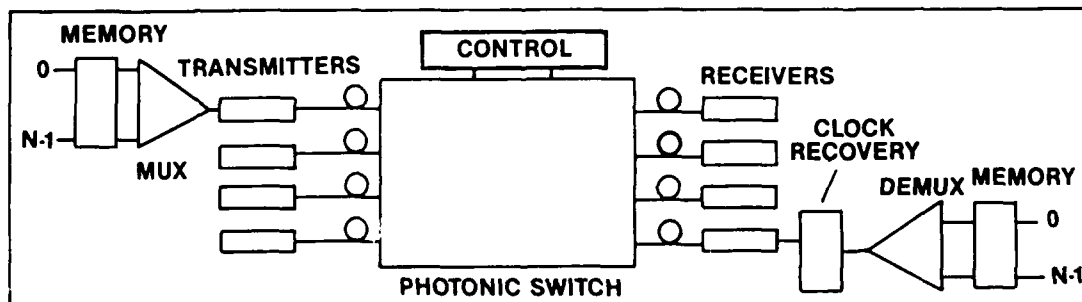 MEMORY
CONTROL
0
TRANSMITTERS
RECEIVERS
N-1
MUX
CLOCK
RECOVERY
DEMUX
MEMORY
0
N-1
PHOTONIC SWITCH